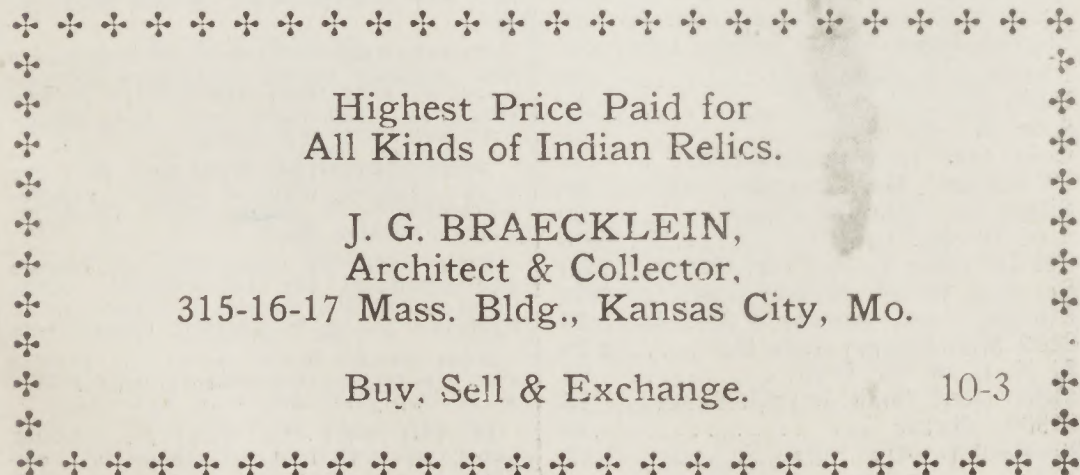 Highest Price Paid for
All Kinds of Indian Relics.
J. G. BRAECKLEIN,
Architect & Collector,
315-16-17 Mass. Bldg., Kansas City, Mo.
Buy, Sell & Exchange. 10-3